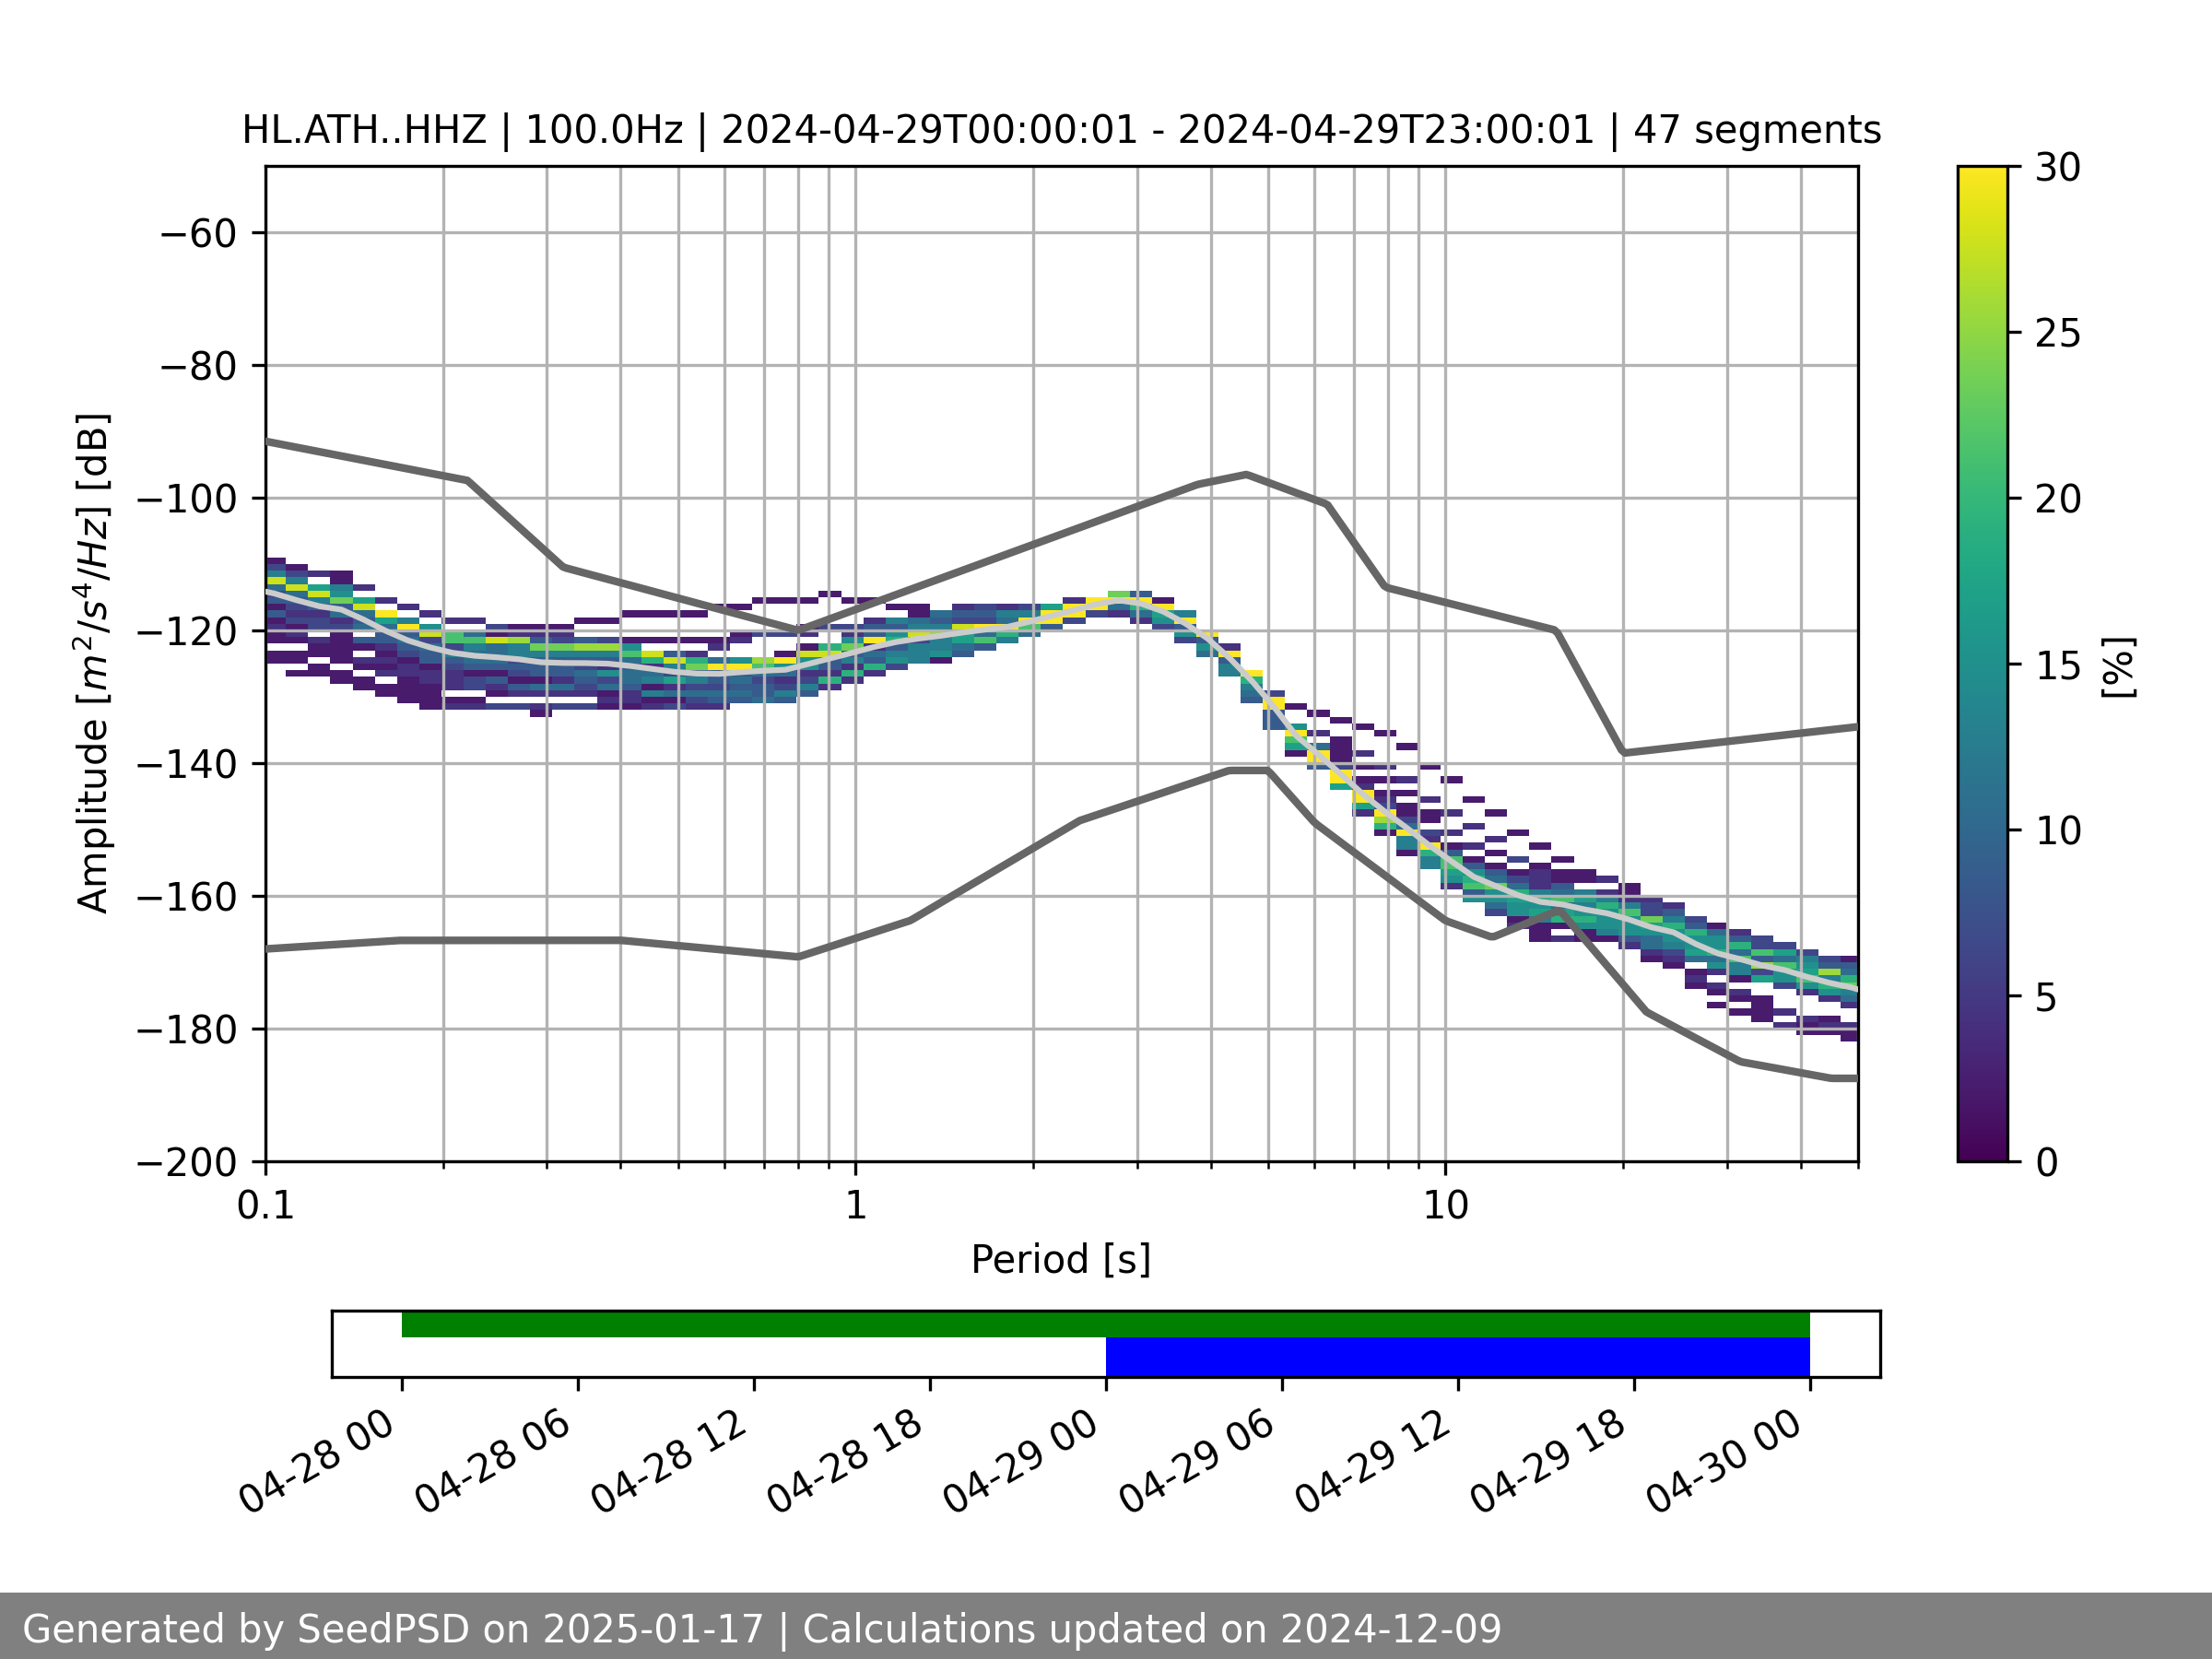 HL.ATH..HHZ | 100.0Hz | 2024-04-29T00:00:01 - 2024-04-29T23:00:01 | 47 segments
Amplitude [m²/s⁴/Hz] [dB]
−60
−80
−100
−120
−140
−160
−180
−200
0.1 1 10
Period [s]
30
25
20
15
10
5
0
[%]
04-28 00 04-28 06 04-28 12 04-28 18 04-29 00 04-29 06 04-29 12 04-29 18 04-30 00
Generated by SeedPSD on 2025-01-17 | Calculations updated on 2024-12-09